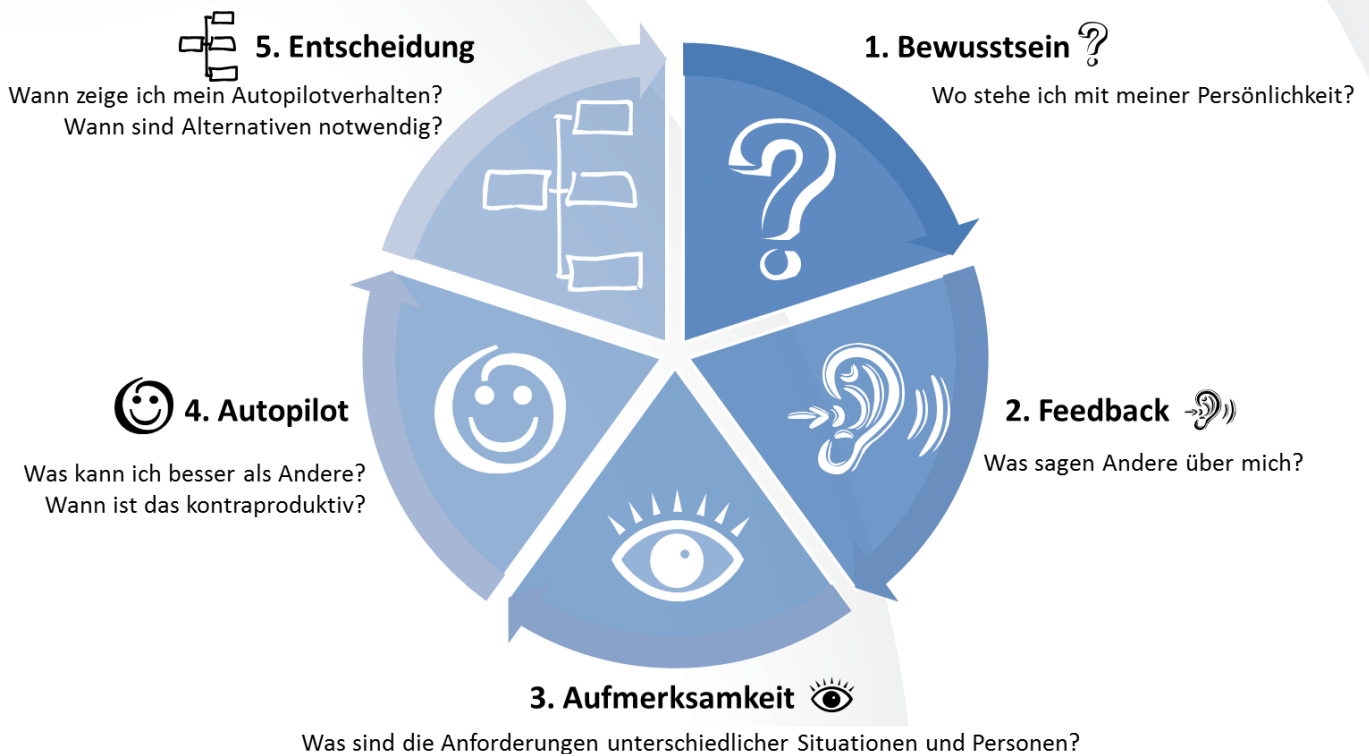 1. Bewusstsein
Wo stehe ich mit meiner Persönlichkeit?
2. Feedback
Was sagen Andere über mich?
3. Aufmerksamkeit
Was sind die Anforderungen unterschiedlicher Situationen und Personen?
4. Autopilot
Was kann ich besser als Andere?
Wann ist das kontraproduktiv?
5. Entscheidung
Wann zeige ich mein Autopilotverhalten?
Wann sind Alternativen notwendig?